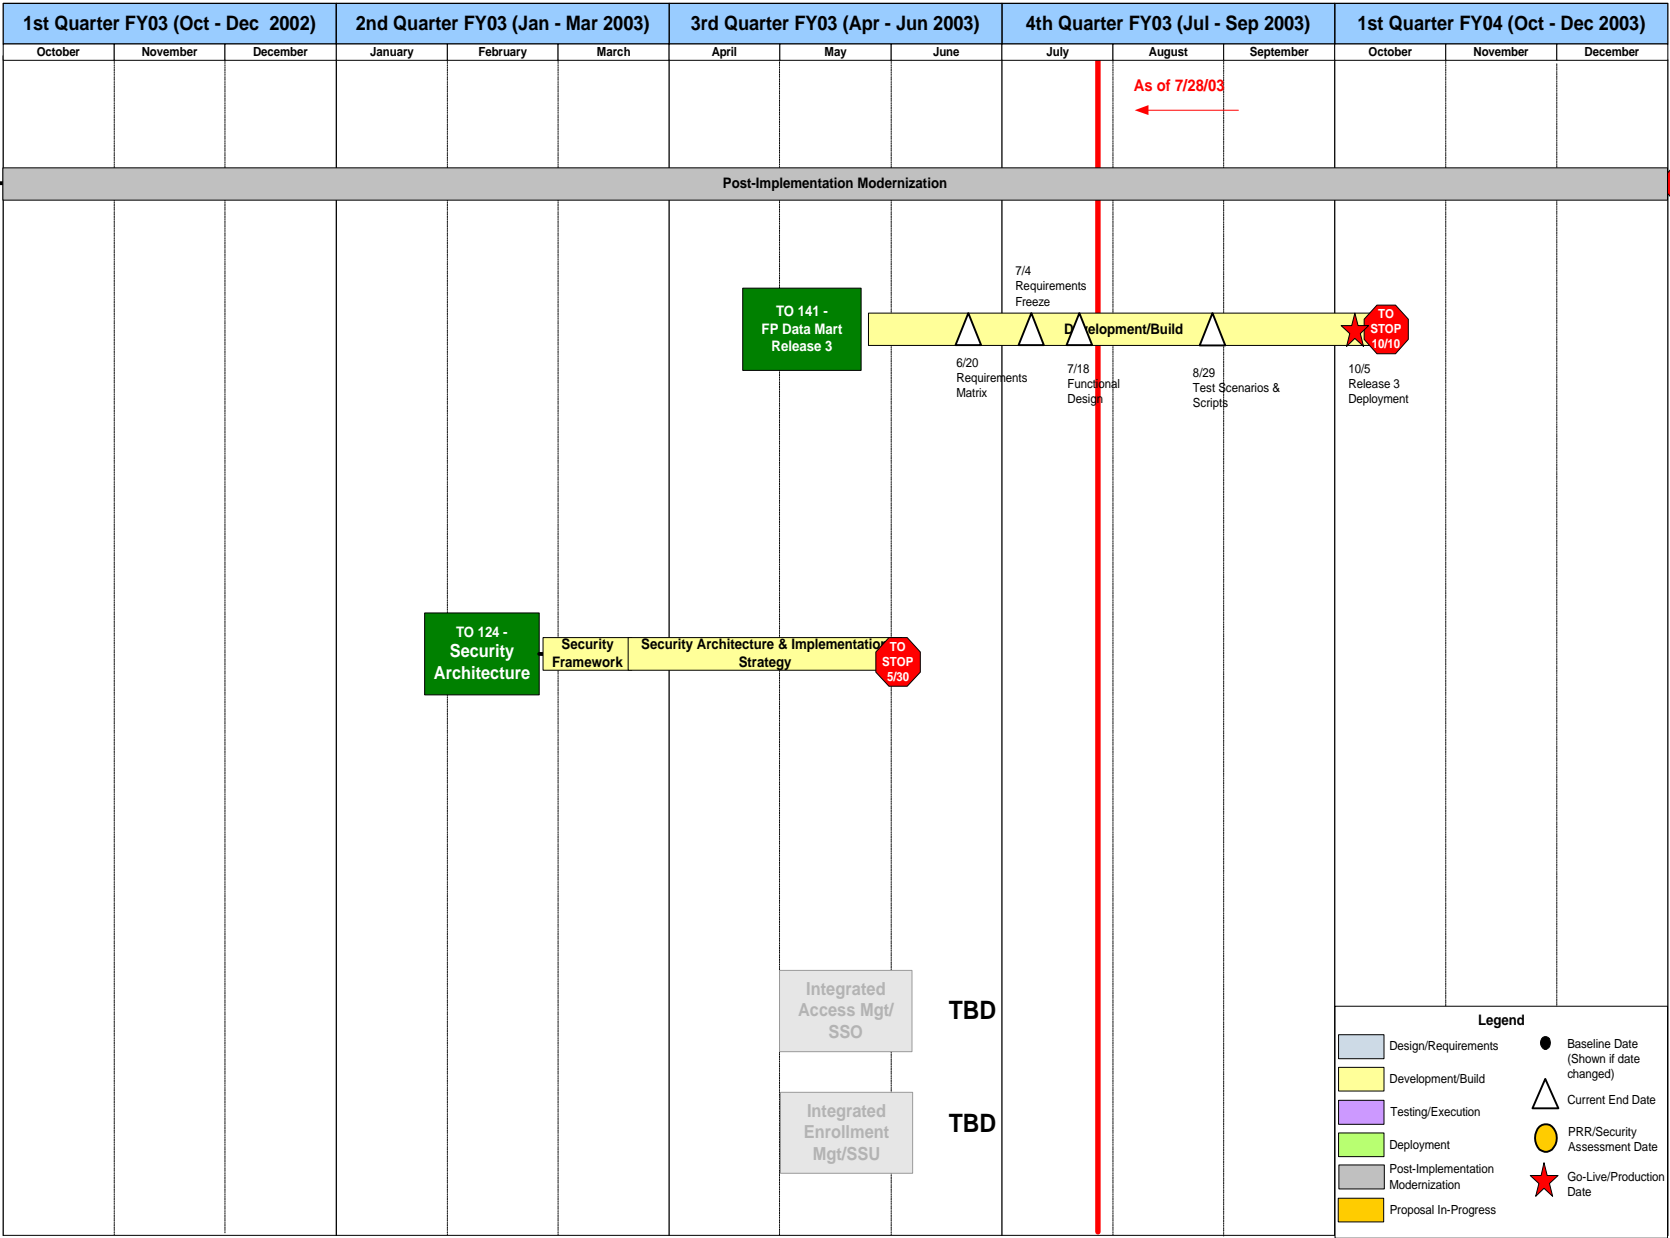 1st Quarter FY03 (Oct - Dec  2002)
2nd Quarter FY03 (Jan - Mar 2003)
3rd Quarter FY03 (Apr - Jun 2003)
4th Quarter FY03 (Jul - Sep 2003)
1st Quarter FY04 (Oct - Dec 2003)
October
November
December
January
February
March
April
May
June
July
August
September
October
November
December
As of 7/28/03
Post-Implementation Modernization
TO 141 -
FP Data Mart
Release 3
Development/Build
7/4
Requirements
Freeze
6/20
Requirements
Matrix
7/18
Functional
Design
8/29
Test Scenarios &
Scripts
10/5
Release 3
Deployment
TO
STOP
10/10
TO 124 -
Security
Architecture
Security
Framework
Security Architecture & Implementation
Strategy
TO
STOP
5/30
Integrated
Access Mgt/
SSO
TBD
Integrated
Enrollment
Mgt/SSU
TBD
Legend
Design/Requirements
Development/Build
Testing/Execution
Deployment
Post-Implementation
Modernization
Proposal In-Progress
Baseline Date
(Shown if date
changed)
Current End Date
PRR/Security
Assessment Date
Go-Live/Production
Date